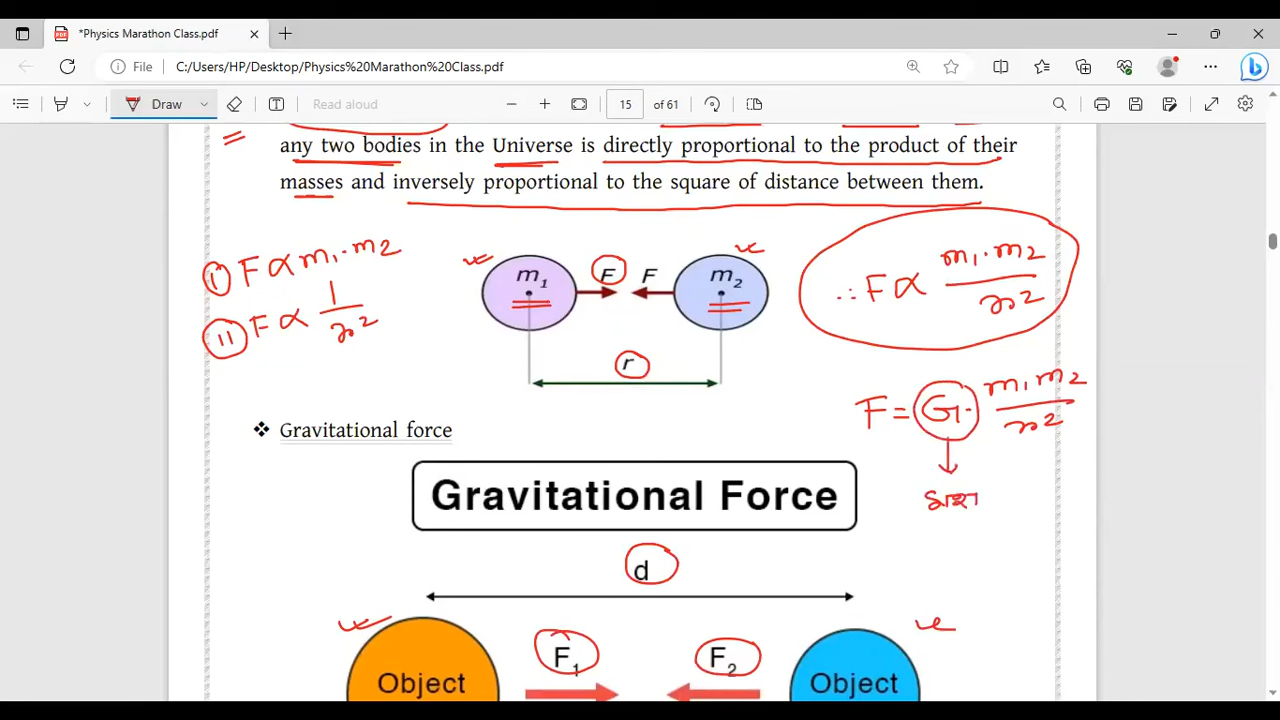 *Physics Marathon Class.pdf
File C:/Users/HP/Desktop/Physics%20Marathon%20Class.pdf
Draw Read aloud 15 of 61
any two bodies in the Universe is directly proportional to the product of their
masses and inversely proportional to the square of distance between them.
(i) F ∝ m₁·m₂
(ii) F ∝ 1/r²
m₁ F F m₂
r
∴ F ∝ m₁·m₂/r²
F = G· m₁m₂/r²
❖ Gravitational force
Gravitational Force
d
F₁ F₂
Object Object